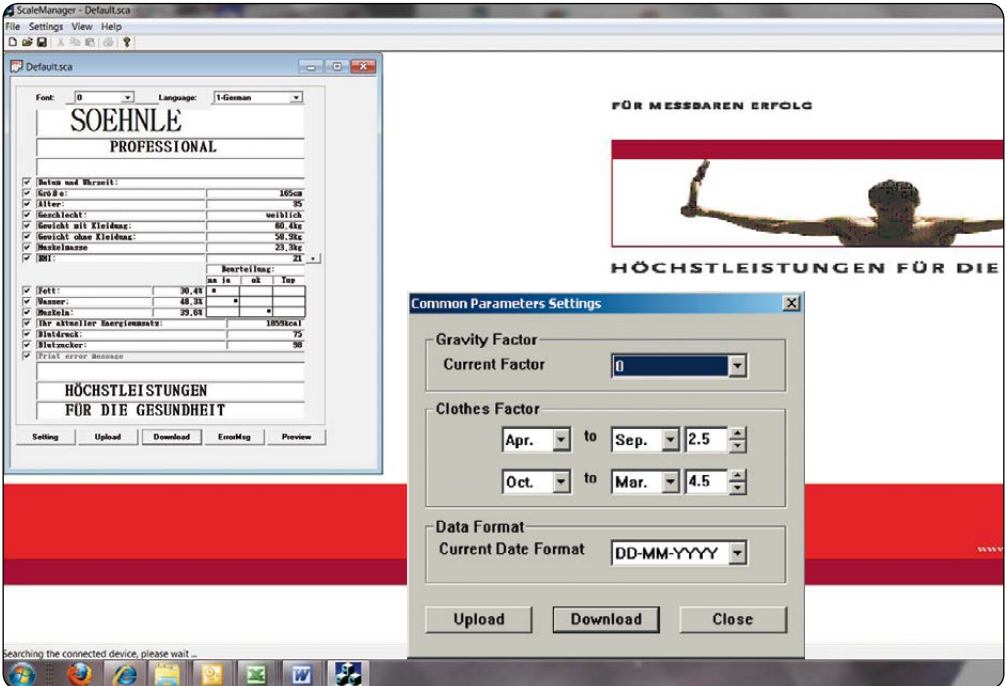 ScaleManager - Default.sca
File Settings View Help
Default.sca
Font: 0 Language: 1-German
SOEHNLE
PROFESSIONAL
Datum und Uhrzeit:
Größe: 165cm
Alter: 35
Geschlecht: weiblich
Gewicht mit Kleidung: 60,4kg
Gewicht ohne Kleidung: 58,9kg
Muskelmasse 23,3kg
BMI: 21
Beurteilung:
na ja ok Top
Fett: 30,4%
Wasser: 48,3%
Muskeln: 39,6%
Ihr aktueller Energieumsatz: 1859kcal
Blutdruck: 75
Blutzucker: 98
Print error message
HÖCHSTLEISTUNGEN
FÜR DIE GESUNDHEIT
Setting Upload Download ErrorMsg Preview
FÜR MESSBAREN ERFOLG
HÖCHSTLEISTUNGEN FÜR DIE
www
Common Parameters Settings
Gravity Factor
Current Factor 0
Clothes Factor
Apr. to Sep. 2.5
Oct. to Mar. 4.5
Data Format
Current Date Format DD-MM-YYYY
Upload Download Close
Searching the connected device, please wait ...